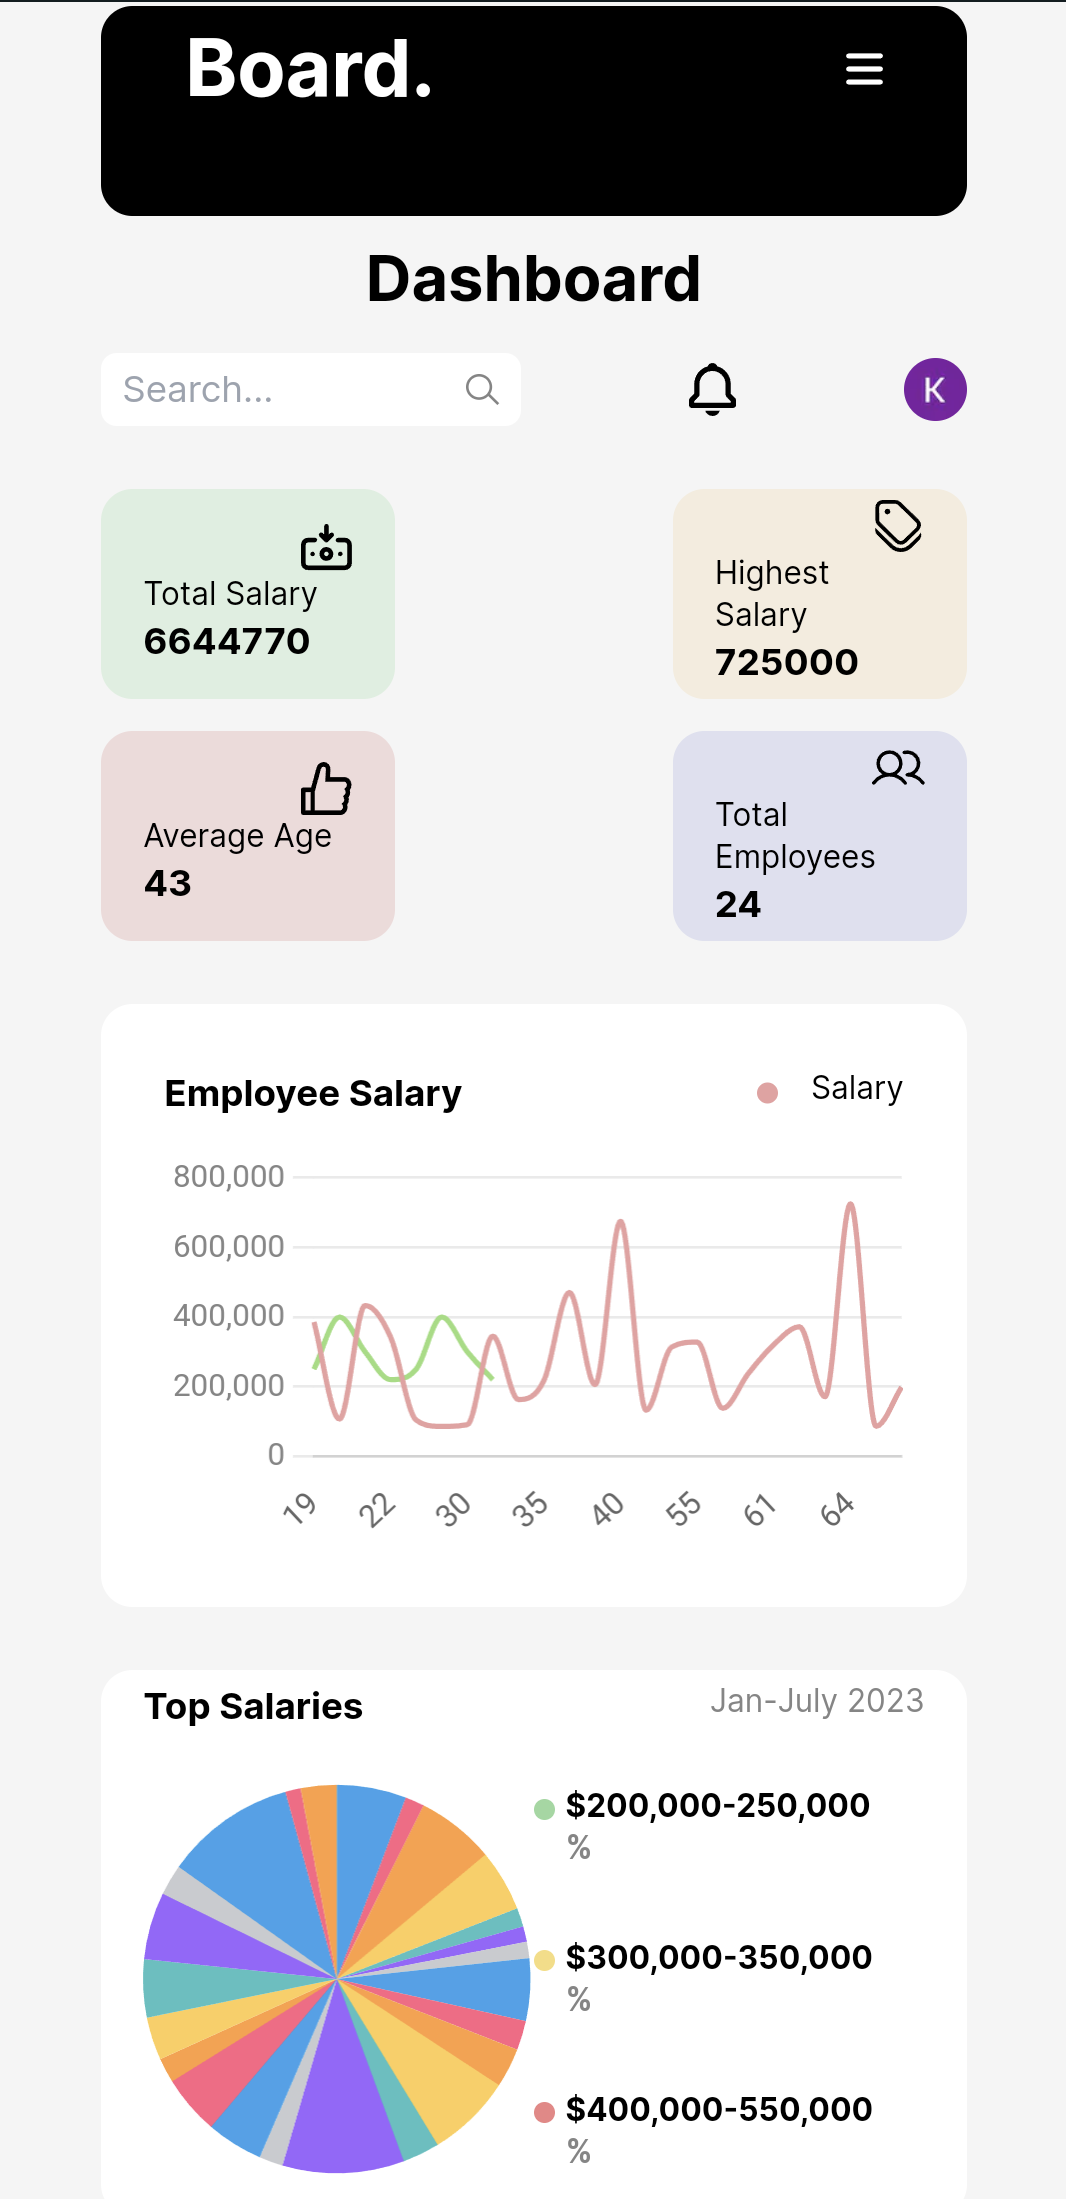 Board.
Dashboard
Search...
K
Total Salary
6644770
Highest
Salary
725000
Average Age
43
Total
Employees
24
Employee Salary
Salary
800,000
600,000
400,000
200,000
0
19 22 30 35 40 55 61 64
Top Salaries
Jan-July 2023
$200,000-250,000
%
$300,000-350,000
%
$400,000-550,000
%